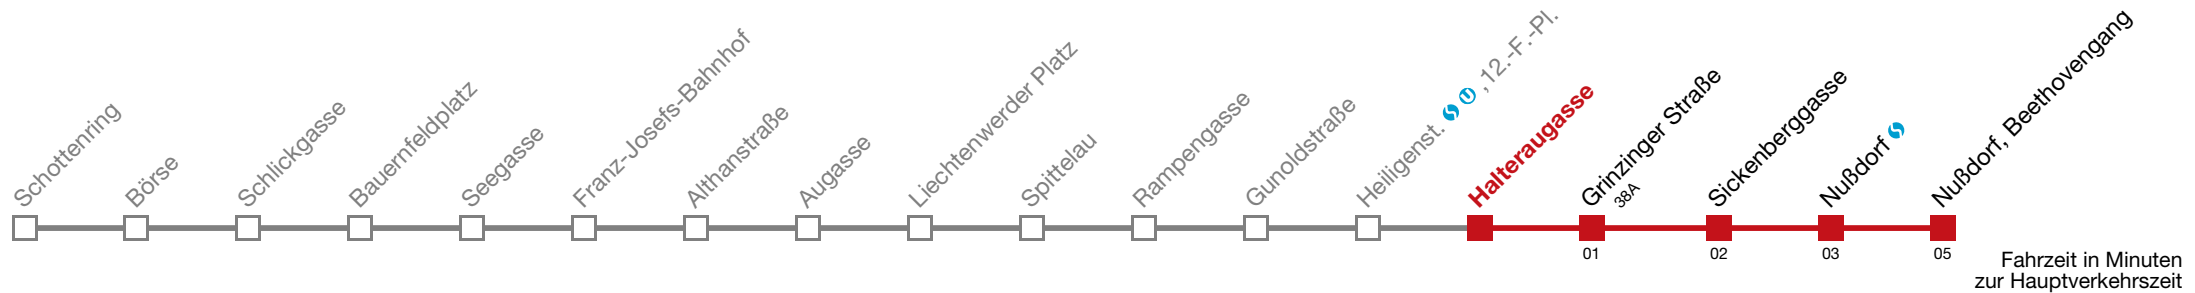 Schottenring
Börse
Schlickgasse
Bauernfeldplatz
Seegasse
Franz-Josefs-Bahnhof
Althanstraße
Augasse
Liechtenwerder Platz
Spittelau
Rampengasse
Gunoldstraße
Heiligenst. S U , 12.-F.-Pl.
Halteraugasse
Grinzinger Straße
38A
Sickenberggasse
Nußdorf S
Nußdorf, Beethovengang
01
02
03
05
Fahrzeit in Minuten
zur Hauptverkehrszeit